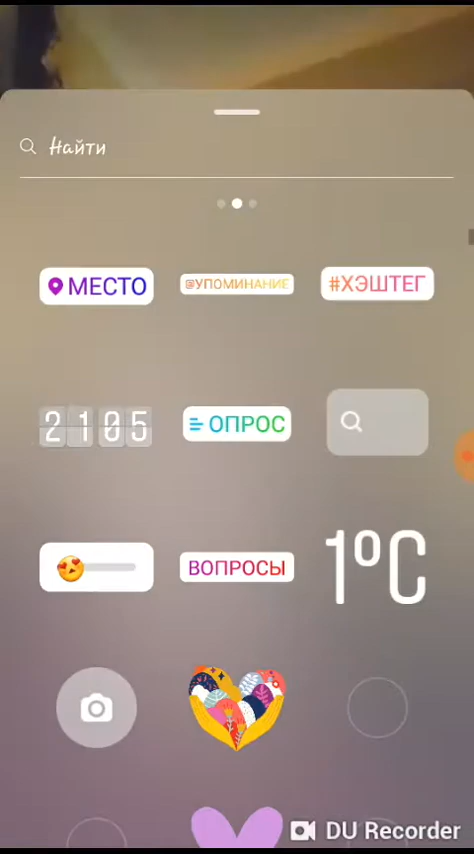 Найти
МЕСТО
@УПОМИНАНИЕ
#ХЭШТЕГ
2105
ОПРОС
ВОПРОСЫ
1°C
DU Recorder